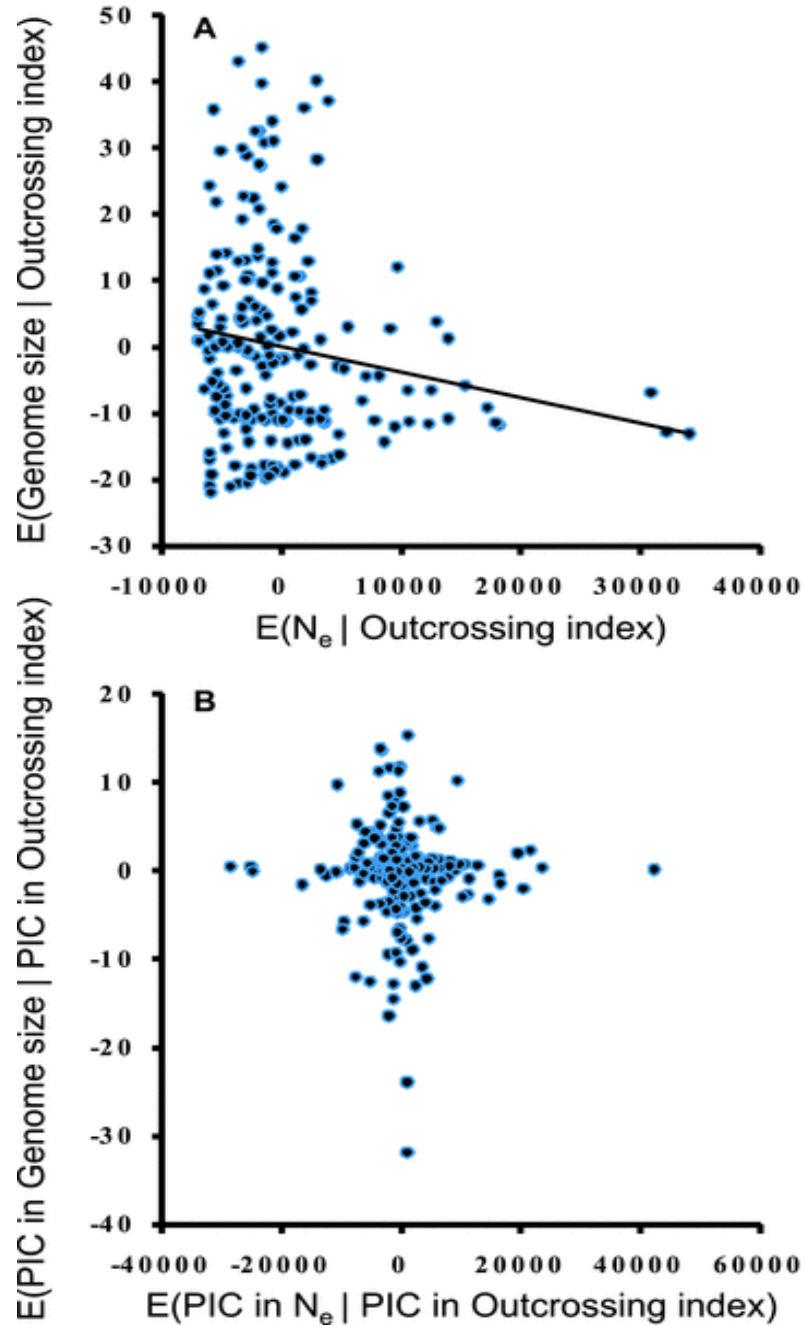 A
E(Genome size | Outcrossing index)
50
40
30
20
10
0
-10
-20
-30
-10000 0 10000 20000 30000 40000
E(Ne | Outcrossing index)
B
E(PIC in Genome size | PIC in Outcrossing index)
20
10
0
-10
-20
-30
-40
-40000 -20000 0 20000 40000 60000
E(PIC in Ne | PIC in Outcrossing index)